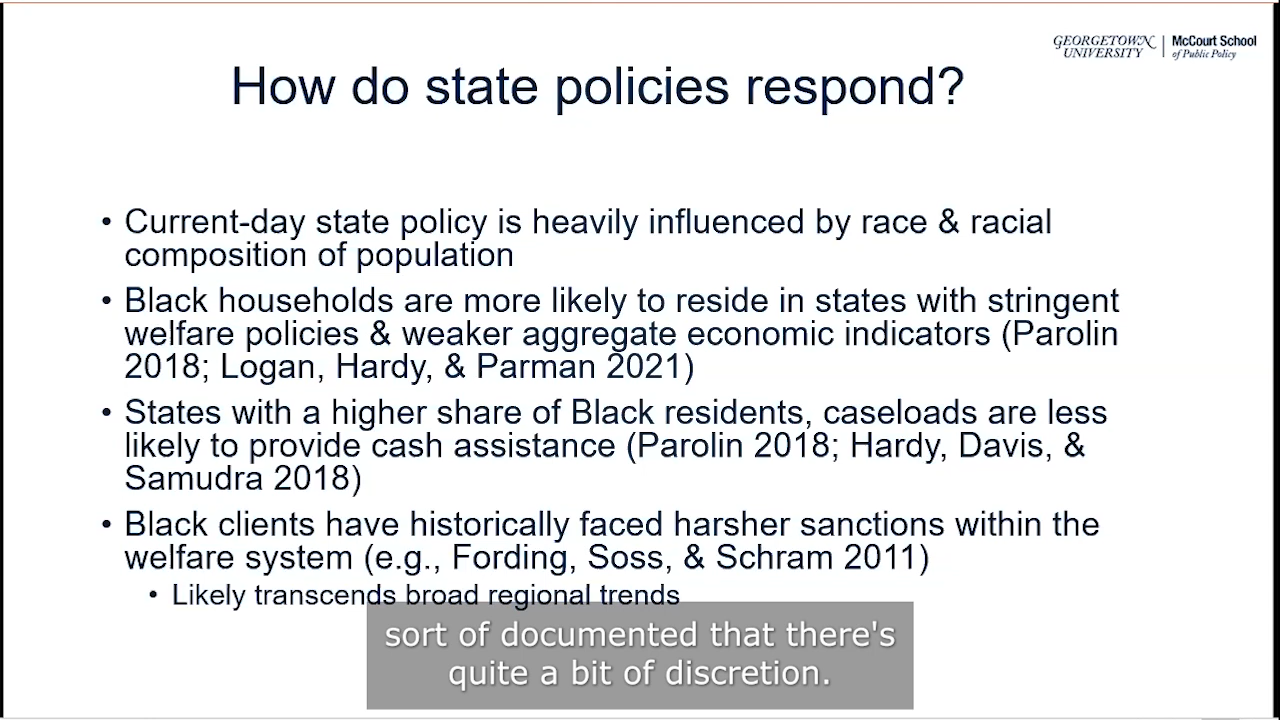 GEORGETOWN UNIVERSITY
McCourt School of Public Policy
How do state policies respond?
• Current-day state policy is heavily influenced by race & racial
composition of population
• Black households are more likely to reside in states with stringent
welfare policies & weaker aggregate economic indicators (Parolin
2018; Logan, Hardy, & Parman 2021)
• States with a higher share of Black residents, caseloads are less
likely to provide cash assistance (Parolin 2018; Hardy, Davis, &
Samudra 2018)
• Black clients have historically faced harsher sanctions within the
welfare system (e.g., Fording, Soss, & Schram 2011)
• Likely transcends broad regional trends
sort of documented that there's
quite a bit of discretion.